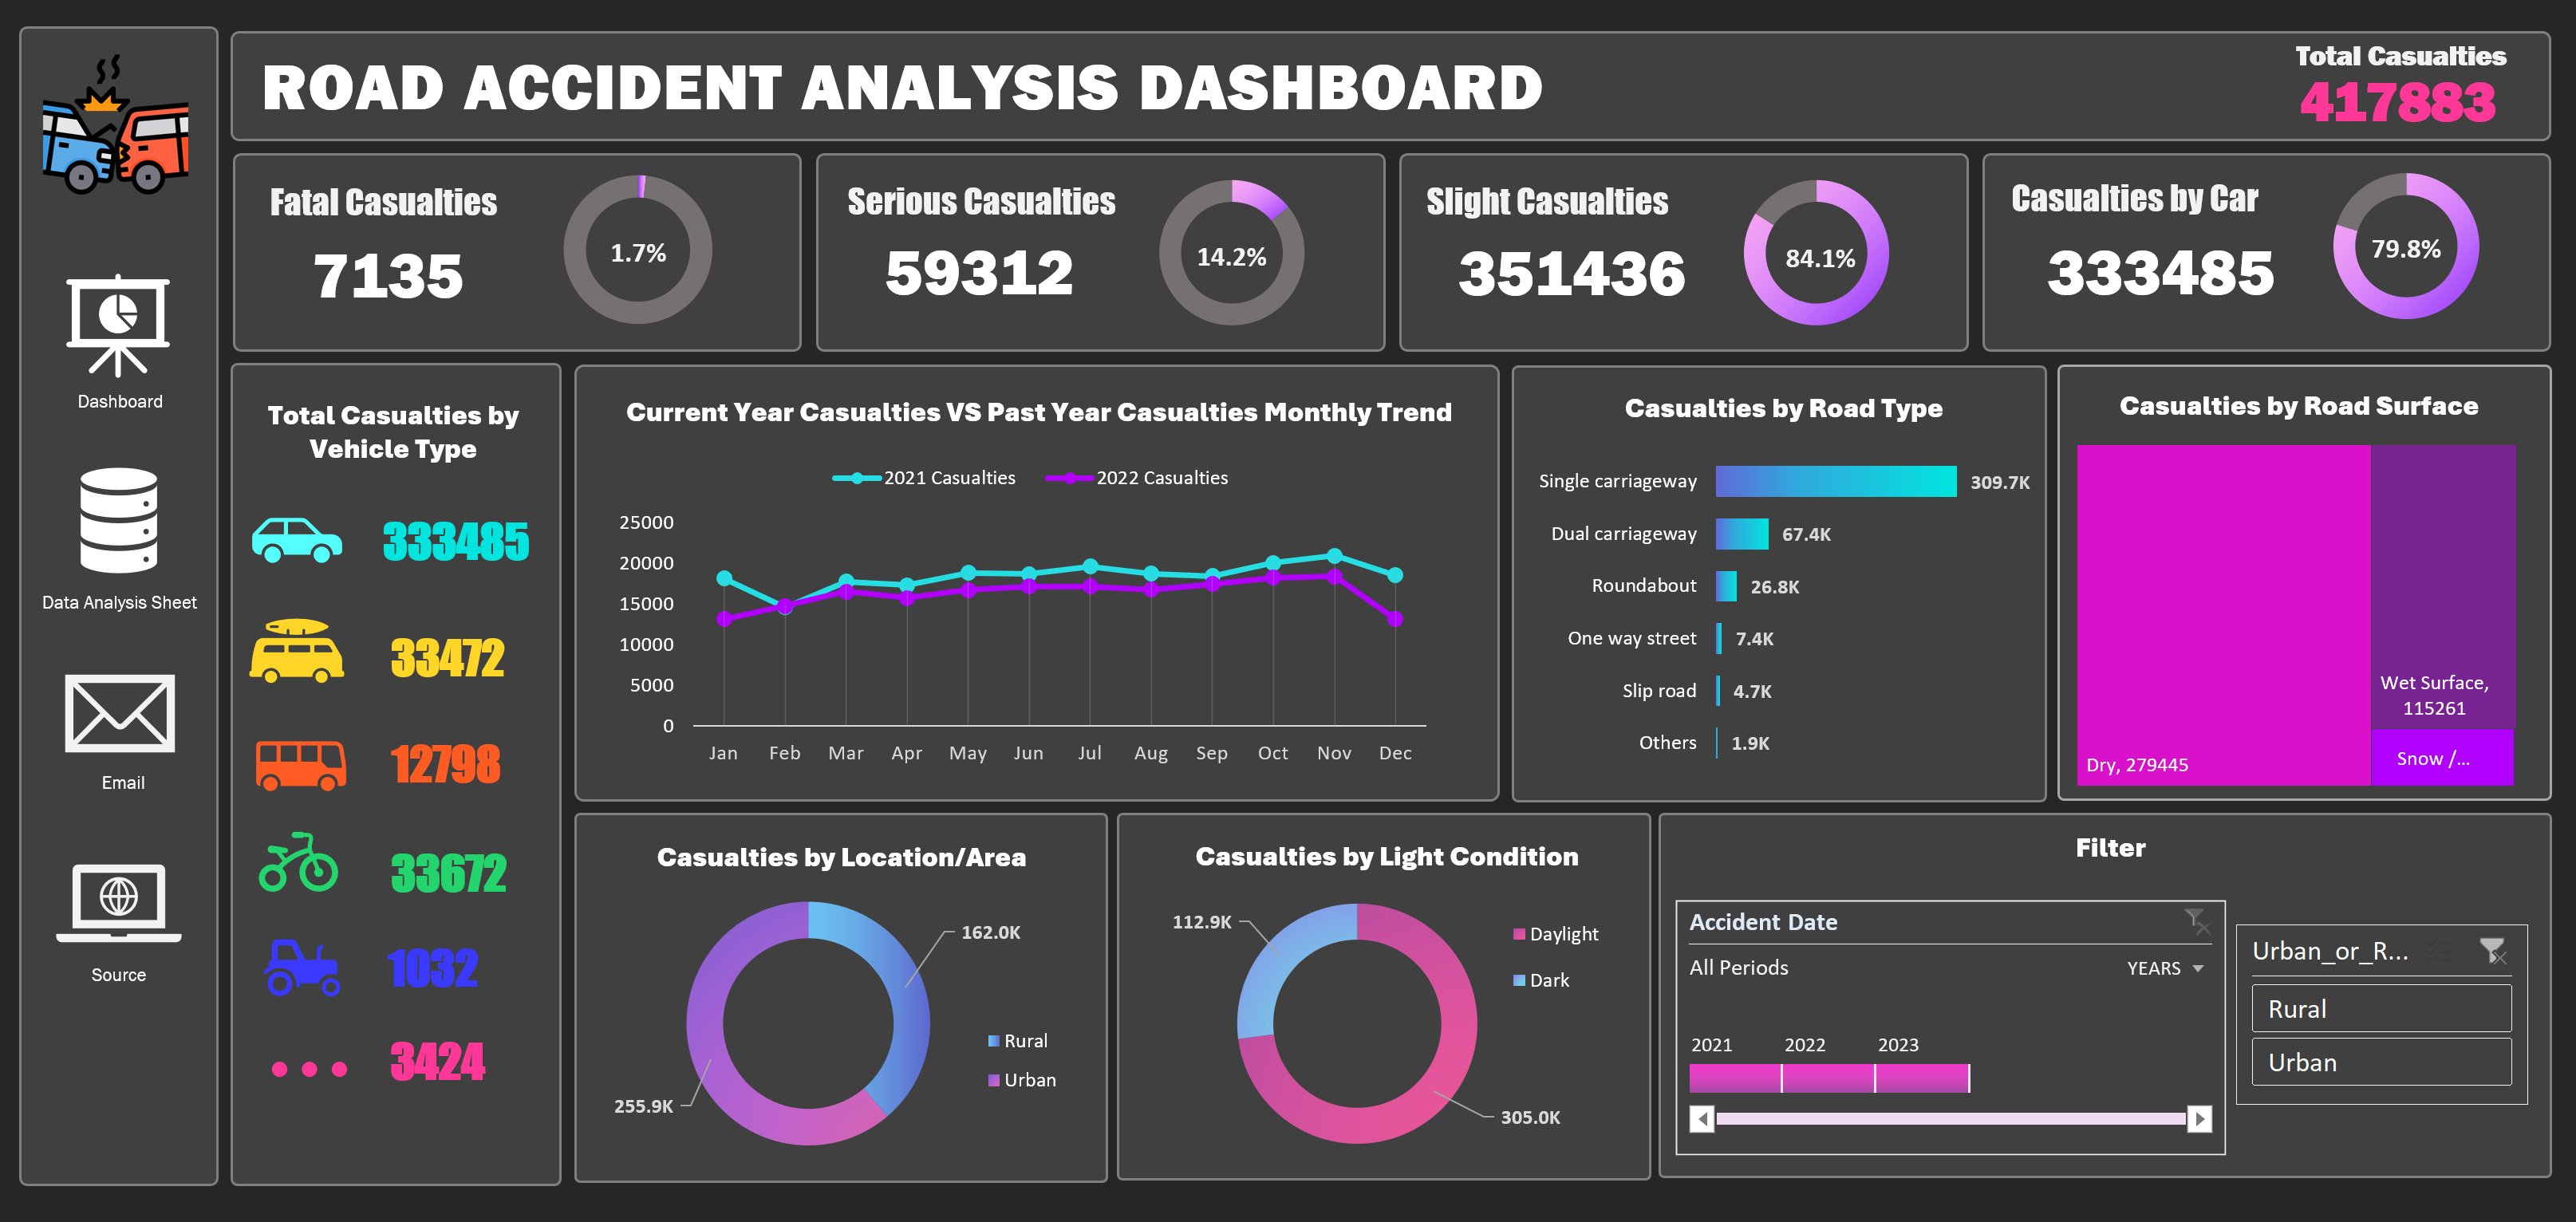 ROAD ACCIDENT ANALYSIS DASHBOARD
Total Casualties
417883
Dashboard
Data Analysis Sheet
Email
Source
Fatal Casualties
7135
1.7%
Serious Casualties
59312
14.2%
Slight Casualties
351436
84.1%
Casualties by Car
333485
79.8%
Total Casualties by
Vehicle Type
333485
33472
12798
33672
1032
3424
Current Year Casualties VS Past Year Casualties Monthly Trend
2021 Casualties 2022 Casualties
25000
20000
15000
10000
5000
0
Jan Feb Mar Apr May Jun Jul Aug Sep Oct Nov Dec
Casualties by Road Type
Single carriageway 309.7K
Dual carriageway 67.4K
Roundabout 26.8K
One way street 7.4K
Slip road 4.7K
Others 1.9K
Casualties by Road Surface
Dry, 279445
Wet Surface,
115261
Snow /...
Casualties by Location/Area
162.0K
255.9K
Rural
Urban
Casualties by Light Condition
112.9K
305.0K
Daylight
Dark
Filter
Accident Date
All Periods YEARS
2021 2022 2023
Urban_or_R...
Rural
Urban